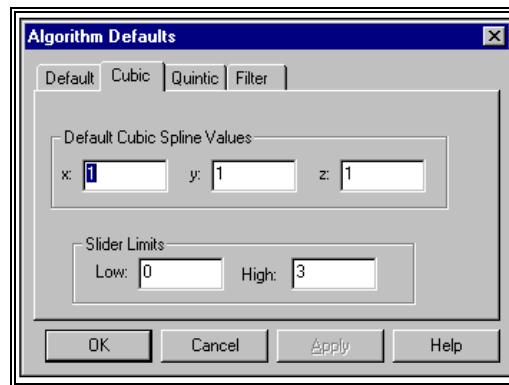 Algorithm Defaults
Default Cubic Quintic Filter
Default Cubic Spline Values
x: 1 y: 1 z: 1
Slider Limits
Low: 0 High: 3
OK Cancel Apply Help